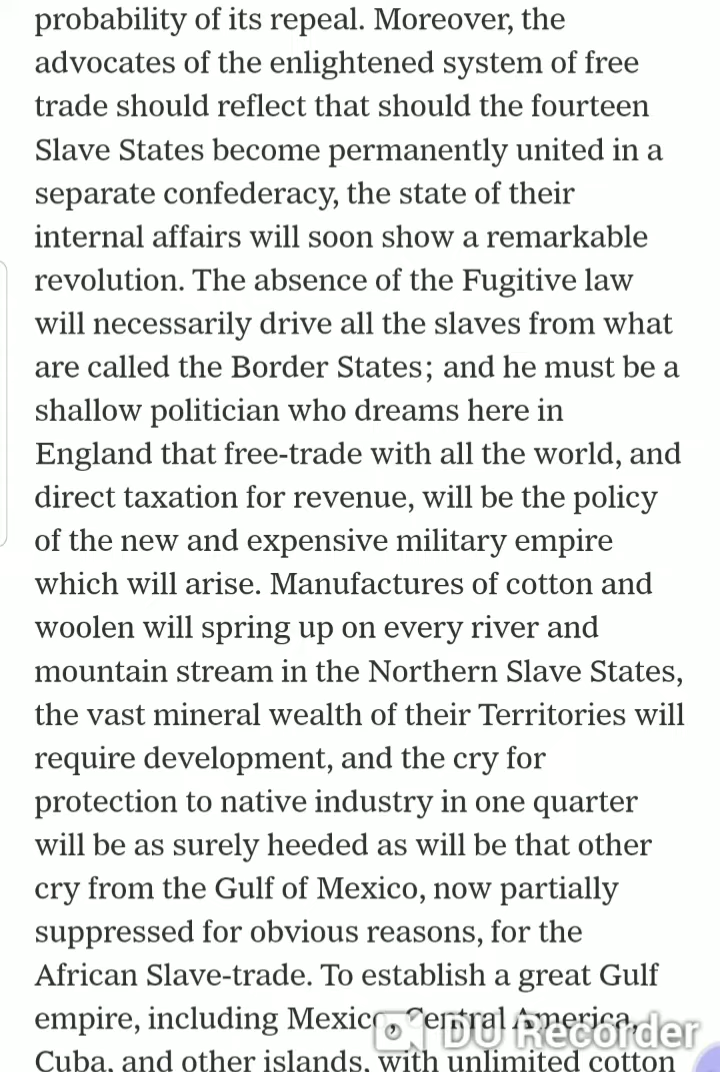 probability of its repeal. Moreover, the
advocates of the enlightened system of free
trade should reflect that should the fourteen
Slave States become permanently united in a
separate confederacy, the state of their
internal affairs will soon show a remarkable
revolution. The absence of the Fugitive law
will necessarily drive all the slaves from what
are called the Border States; and he must be a
shallow politician who dreams here in
England that free-trade with all the world, and
direct taxation for revenue, will be the policy
of the new and expensive military empire
which will arise. Manufactures of cotton and
woolen will spring up on every river and
mountain stream in the Northern Slave States,
the vast mineral wealth of their Territories will
require development, and the cry for
protection to native industry in one quarter
will be as surely heeded as will be that other
cry from the Gulf of Mexico, now partially
suppressed for obvious reasons, for the
African Slave-trade. To establish a great Gulf
empire, including Mexico, Central America,
DU Recorder
Cuba, and other islands, with unlimited cotton